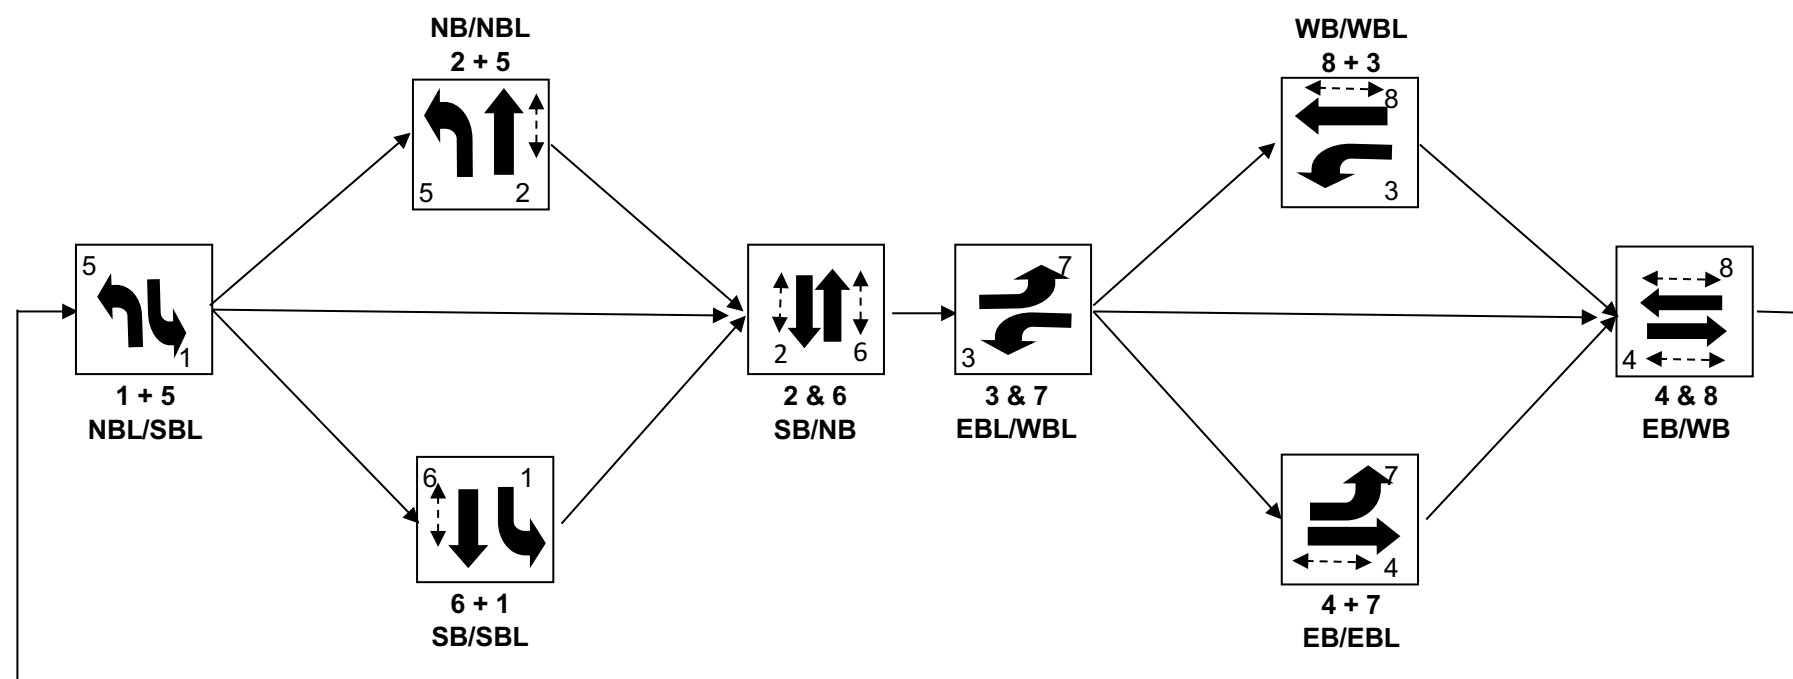 NB/NBL
2 + 5
5 2
5
1
1 + 5
NBL/SBL
6 1
6 + 1
SB/SBL
2 6
2 & 6
SB/NB
7
3
3 & 7
EBL/WBL
WB/WBL
8 + 3
8
3
7
4
4 + 7
EB/EBL
8
4
4 & 8
EB/WB